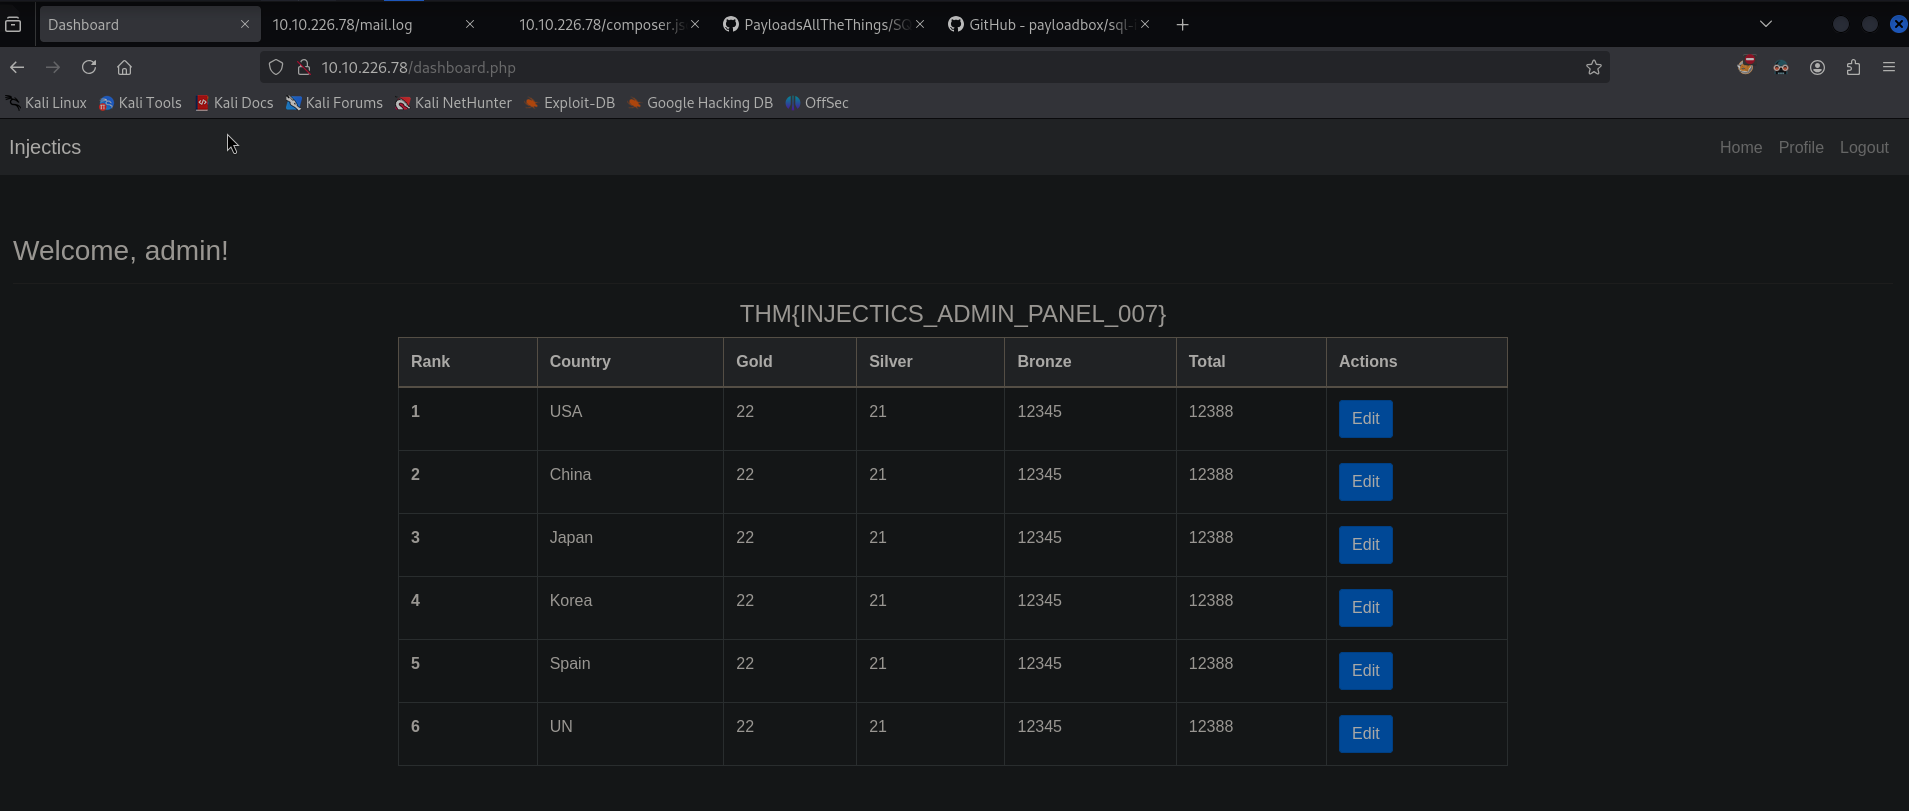 Dashboard
10.10.226.78/mail.log
10.10.226.78/composer.js
PayloadsAllTheThings/SQ
GitHub - payloadbox/sql-
10.10.226.78/dashboard.php
Kali Linux
Kali Tools
Kali Docs
Kali Forums
Kali NetHunter
Exploit-DB
Google Hacking DB
OffSec
Injectics
Home
Profile
Logout
Welcome, admin!
THM{INJECTICS_ADMIN_PANEL_007}
Rank Country Gold Silver Bronze Total Actions
1 USA 22 21 12345 12388 Edit
2 China 22 21 12345 12388 Edit
3 Japan 22 21 12345 12388 Edit
4 Korea 22 21 12345 12388 Edit
5 Spain 22 21 12345 12388 Edit
6 UN 22 21 12345 12388 Edit